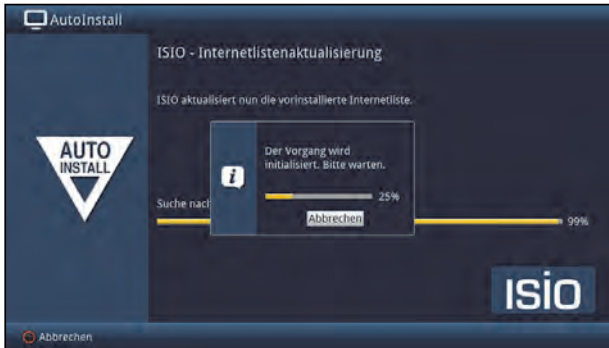 AutoInstall
ISIO - Internetlistenaktualisierung
ISIO aktualisiert nun die vorinstallierte Internetliste.
AUTO
INSTALL
Der Vorgang wird
initialisiert. Bitte warten.
25%
Abbrechen
Suche nach
99%
ISIO
Abbrechen